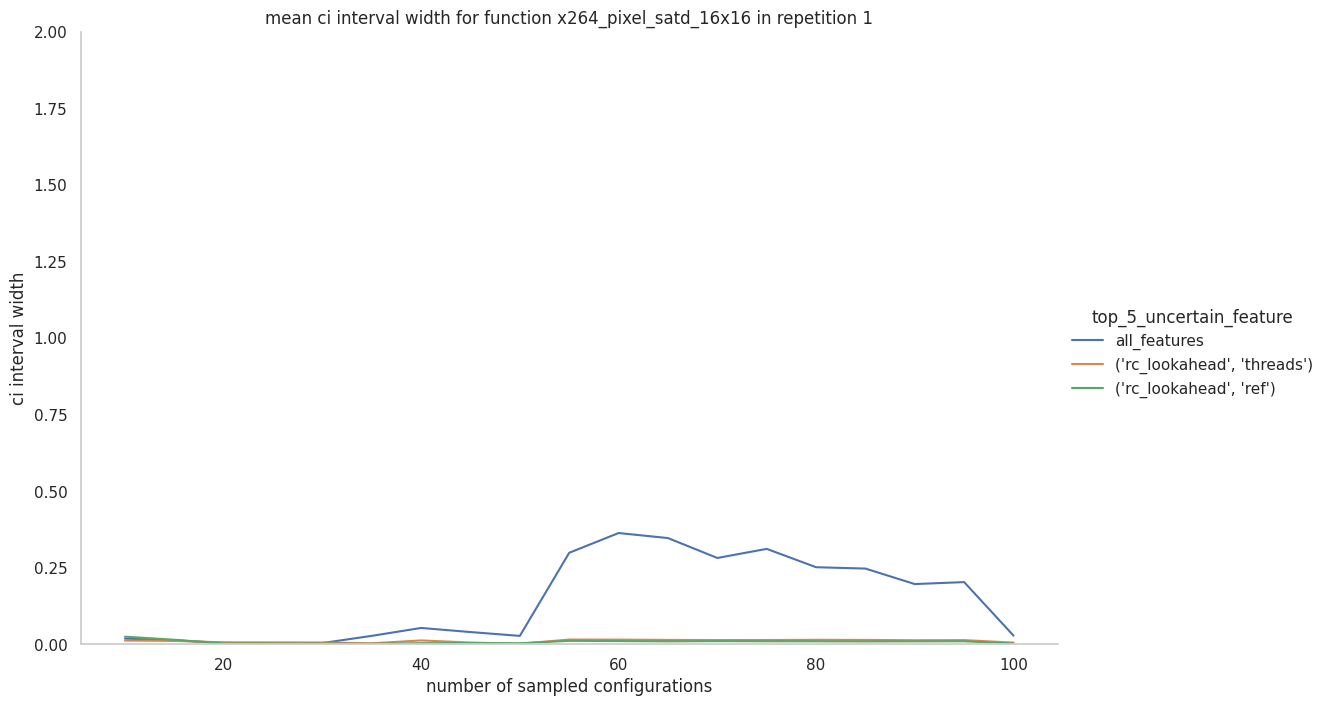 mean ci interval width for function x264_pixel_satd_16x16 in repetition 1
2.00
1.75
1.50
1.25
1.00
0.75
0.50
0.25
0.00
ci interval width
20
40
60
80
100
number of sampled configurations
top_5_uncertain_feature
all_features
('rc_lookahead', 'threads')
('rc_lookahead', 'ref')